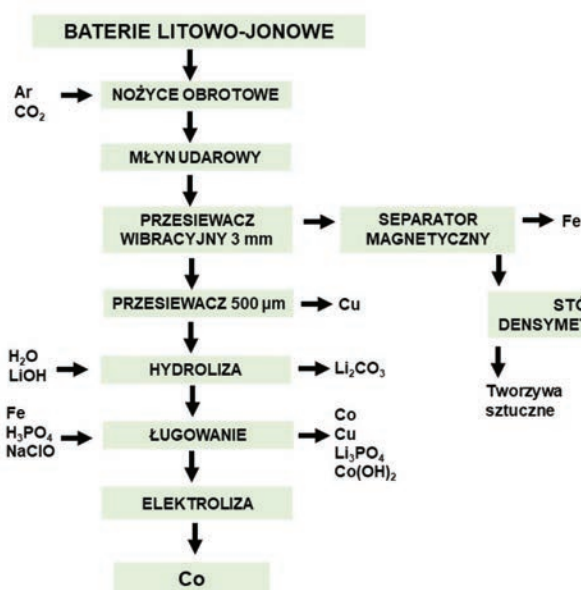 BATERIE LITOWO-JONOWE
Ar
CO₂
NOŻYCE OBROTOWE
MŁYN UDAROWY
PRZESIEWACZ
WIBRACYJNY 3 mm
SEPARATOR
MAGNETYCZNY
Fe
PRZESIEWACZ 500 µm
Cu
H₂O
LiOH
HYDROLIZA
Li₂CO₃
Tworzywa
sztuczne
Fe
H₃PO₄
NaClO
ŁUGOWANIE
Co
Cu
Li₃PO₄
Co(OH)₂
ELEKTROLIZA
Co